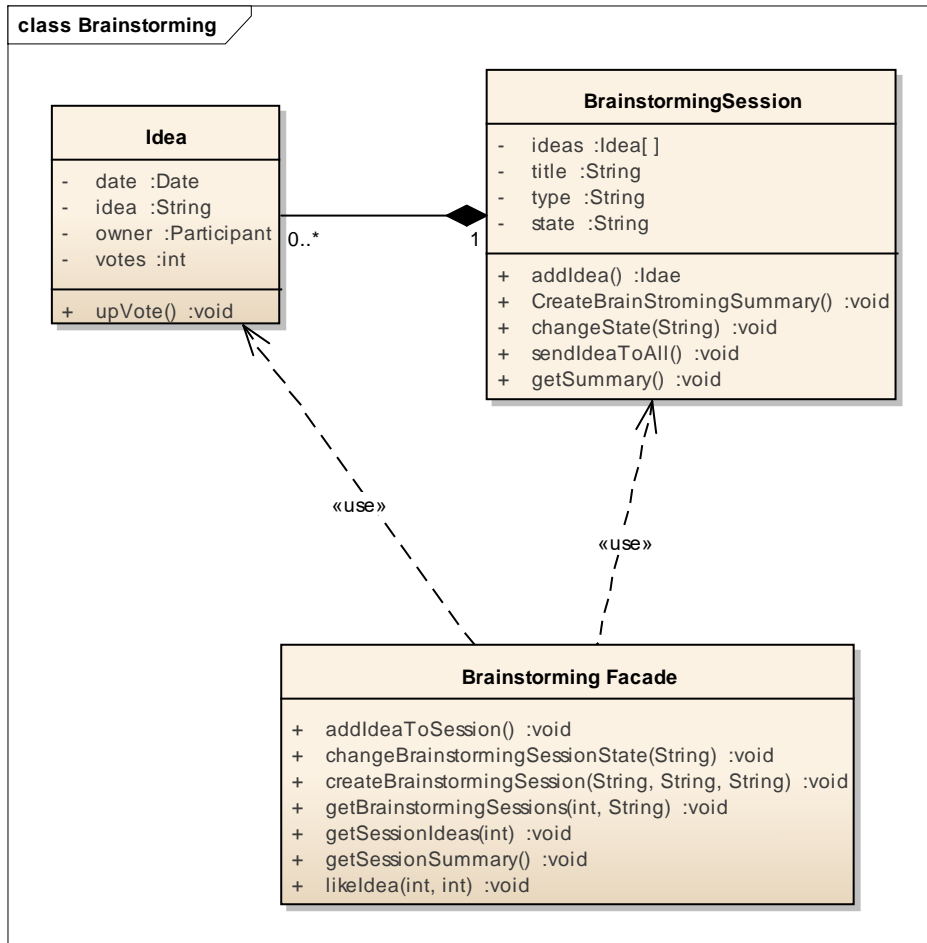 class Brainstorming
Idea
- date :Date
- idea :String
- owner :Participant
- votes :int
+ upVote() :void
BrainstormingSession
- ideas :Idea[ ]
- title :String
- type :String
- state :String
+ addIdea() :Idae
+ CreateBrainStromingSummary() :void
+ changeState(String) :void
+ sendIdeaToAll() :void
+ getSummary() :void
0..*
1
«use»
«use»
Brainstorming Facade
+ addIdeaToSession() :void
+ changeBrainstormingSessionState(String) :void
+ createBrainstormingSession(String, String, String) :void
+ getBrainstormingSessions(int, String) :void
+ getSessionIdeas(int) :void
+ getSessionSummary() :void
+ likeIdea(int, int) :void